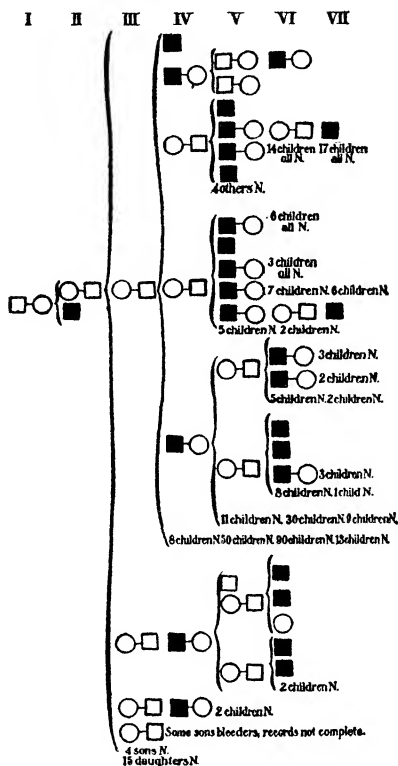 I II III IV V VI VII
14 children 17 children
all N. all N.
4 others N.
6 children
all N.
3 children
all N.
7 children N. 6 children N.
5 children N. 2 children N.
3 children N.
2 children N.
5 children N. 2 children N.
3 children N.
8 children N. 1 child N.
11 children N. 30 children N. 9 children N.
8 children N. 50 children N. 90 children N. 13 children N.
2 children N.
2 children N.
Some sons bleeders, records not complete.
4 sons N.
15 daughters N.